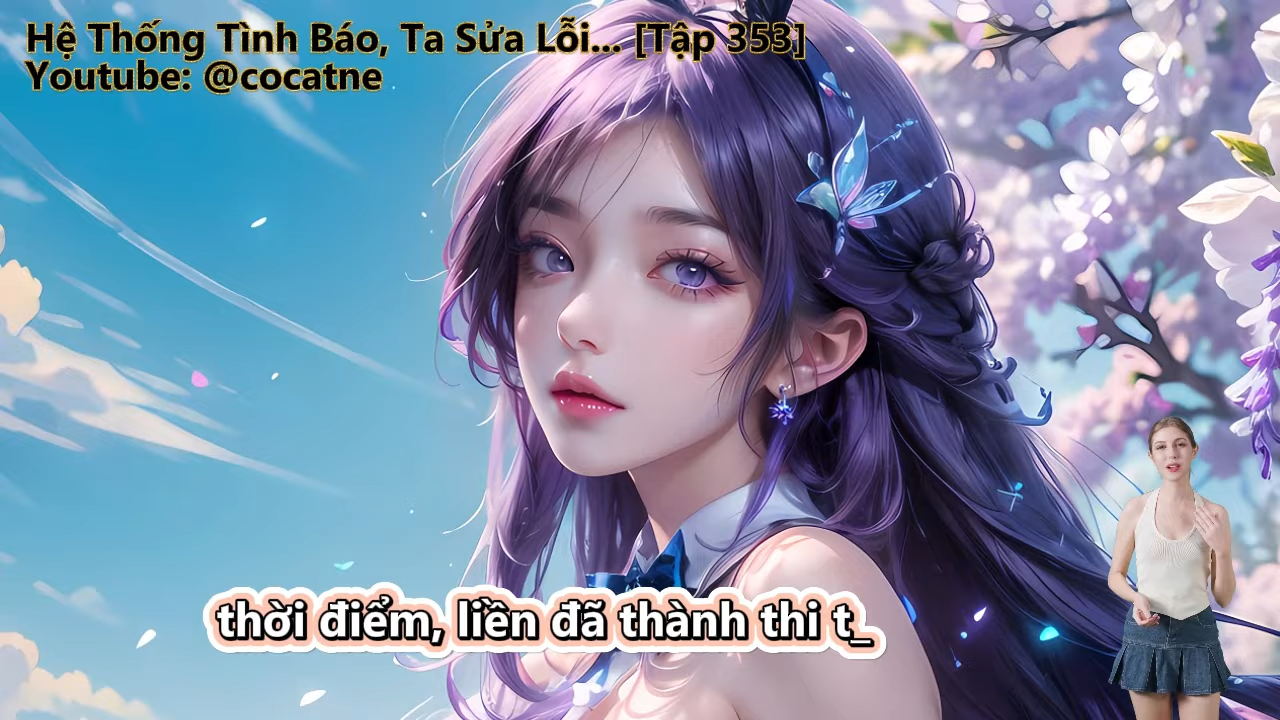 Hệ Thống Tình Báo, Ta Sửa Lỗi... [Tập 353]
Youtube: @cocatne
thời điểm, liền đã thành thi t_